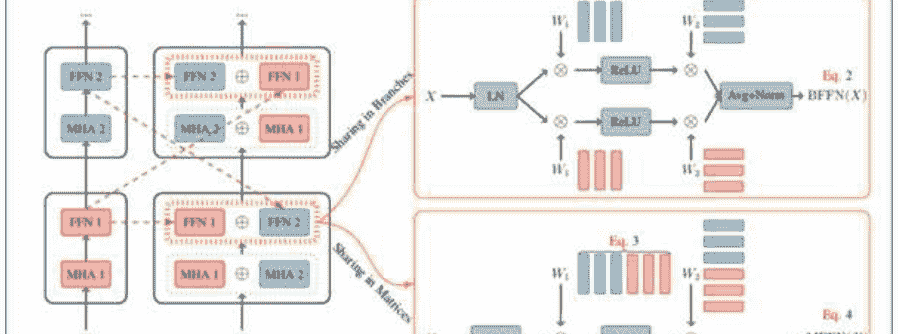 FFN 2
MHA 2
FFN 1
MHA 1
FFN 2 ⊕ FFN 1
MHA 2 ⊕ MHA 1
FFN 1 ⊕ FFN 2
MHA 1 ⊕ MHA 2
Sharing in Branches
Sharing in Matrices
W₁
W₂
X
LN
ReLU
ReLU
W₁
W₂
Eq. 2
BFFN(X)
Eq. 3
W₁
W₂
Eq. 4